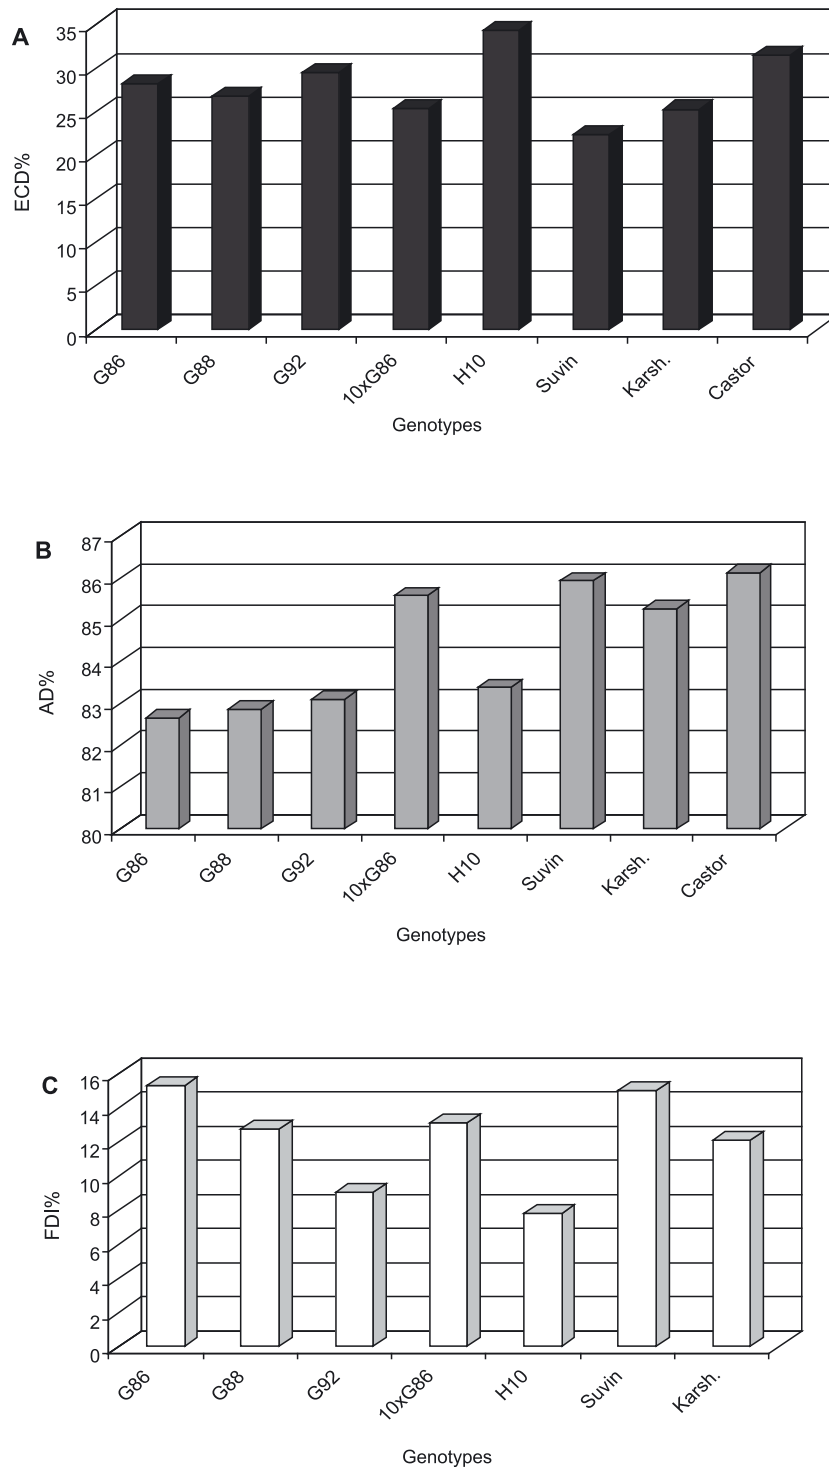 A
35
30
25
20
15
10
5
0
ECD%
G86 G88 G92 10xG86 H10 Suvin Karsh. Castor
Genotypes
B
87
86
85
84
83
82
81
80
AD%
G86 G88 G92 10xG86 H10 Suvin Karsh. Castor
Genotypes
C
16
14
12
10
8
6
4
2
0
FDI%
G86 G88 G92 10xG86 H10 Suvin Karsh.
Genotypes